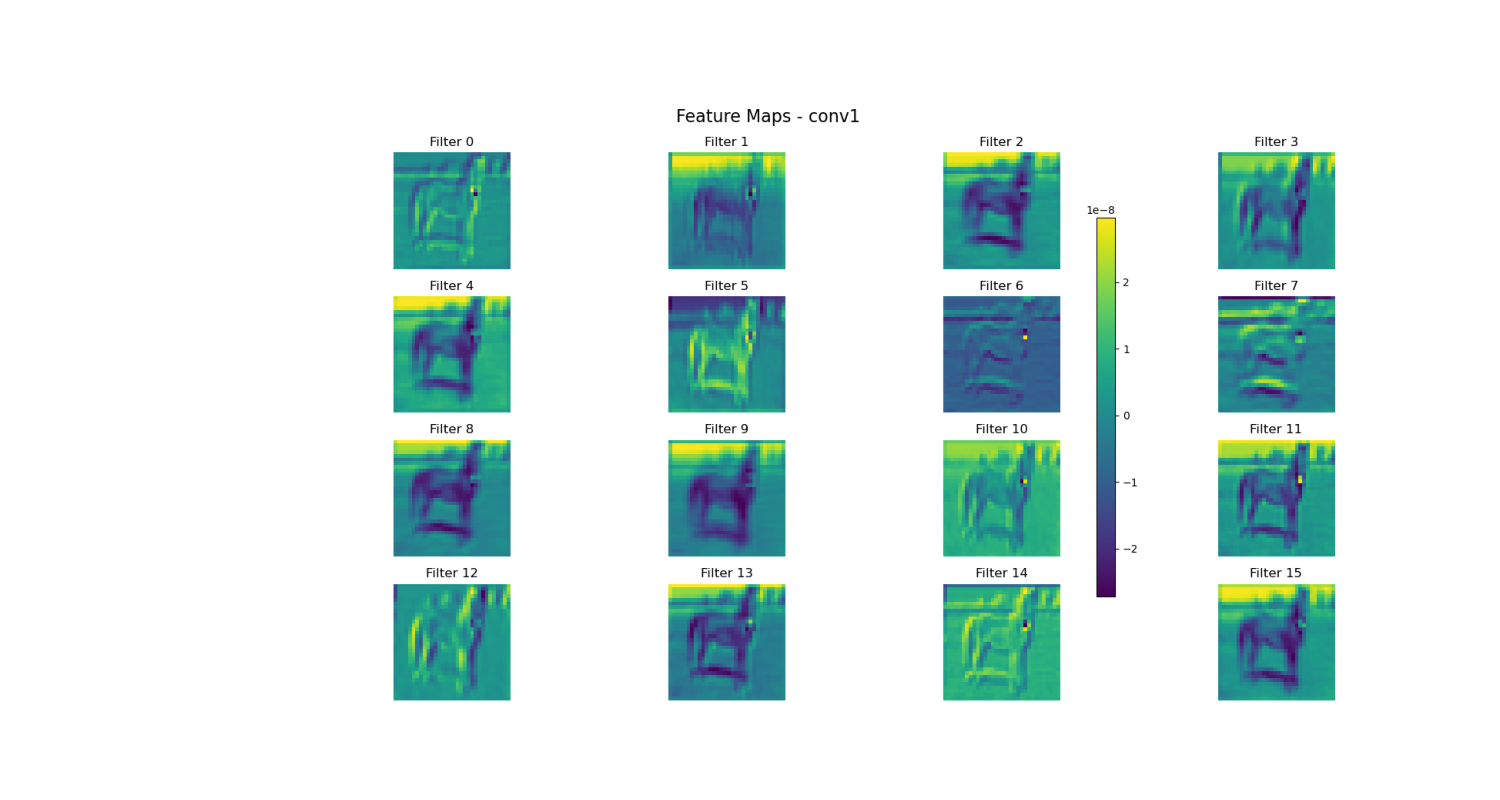 Feature Maps - conv1
Filter 0
Filter 1
Filter 2
Filter 3
Filter 4
Filter 5
Filter 6
Filter 7
Filter 8
Filter 9
Filter 10
Filter 11
Filter 12
Filter 13
Filter 14
Filter 15
1e−8
2
1
0
−1
−2